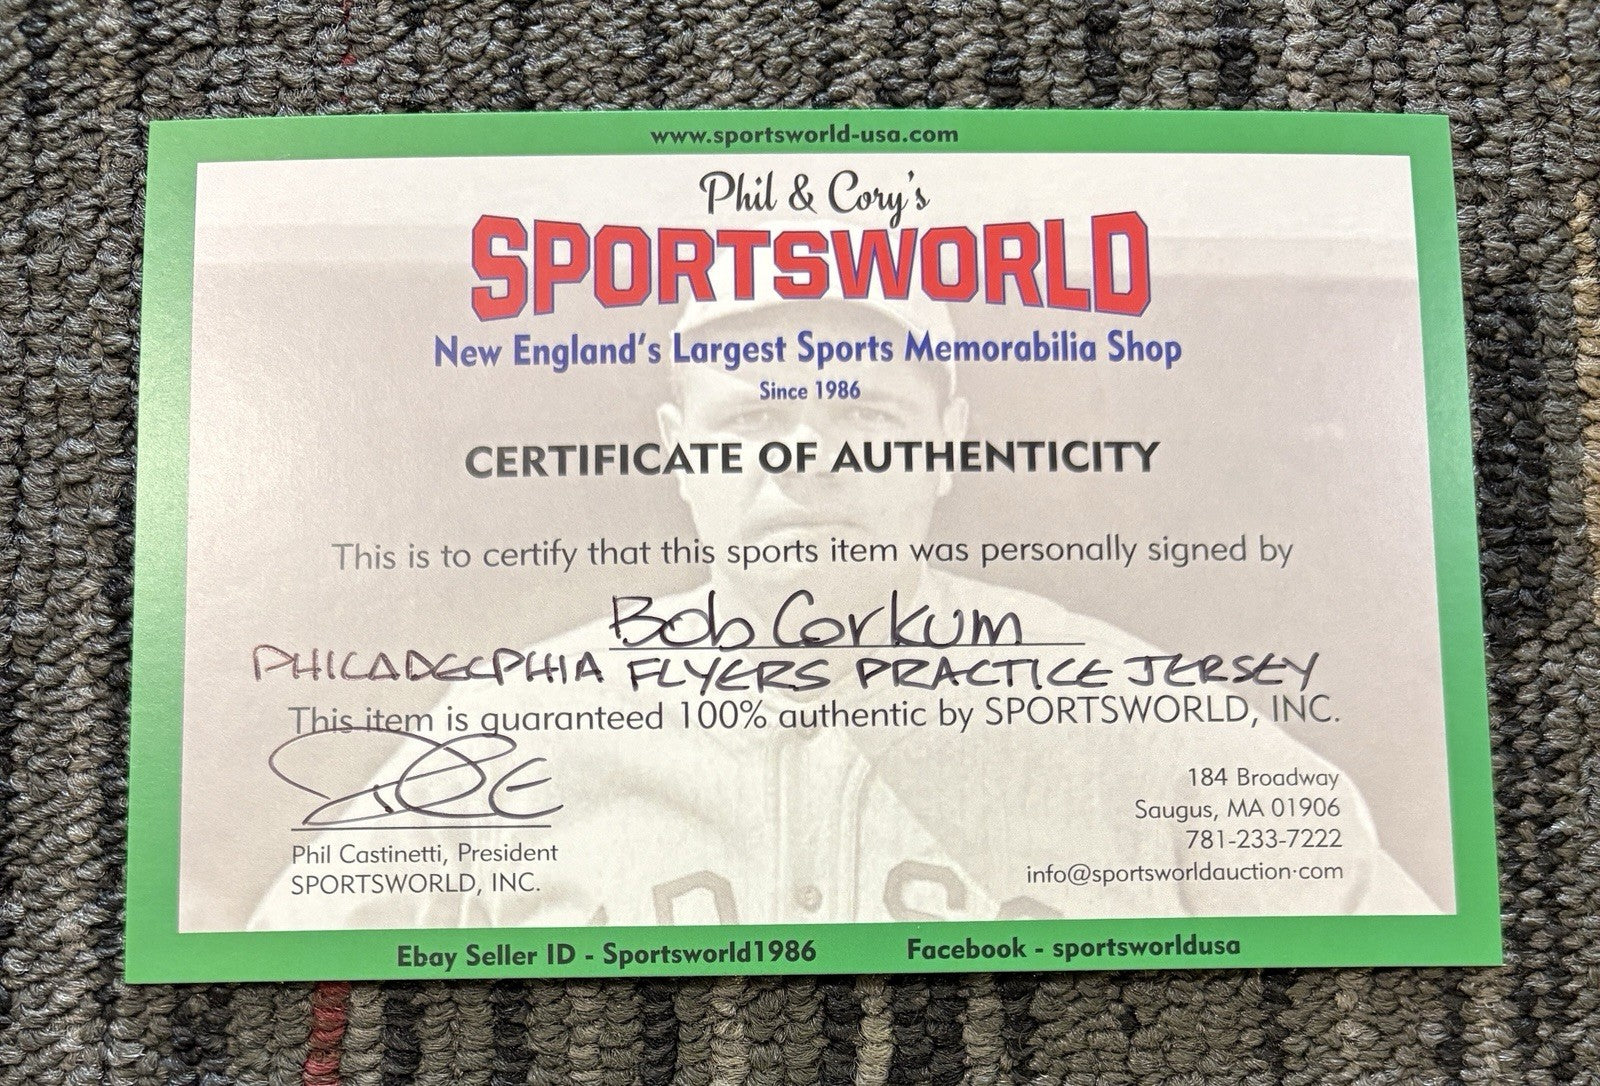 www.sportsworld-usa.com
Phil & Cory's
SPORTSWORLD
New England's Largest Sports Memorabilia Shop
Since 1986
CERTIFICATE OF AUTHENTICITY
This is to certify that this sports item was personally signed by
Bob Corkum
PHILADELPHIA FLYERS PRACTICE JERSEY
This item is guaranteed 100% authentic by SPORTSWORLD, INC.
Phil Castinetti, President
SPORTSWORLD, INC.
184 Broadway
Saugus, MA 01906
781-233-7222
info@sportsworldauction·com
Ebay Seller ID - Sportsworld1986
Facebook - sportsworldusa